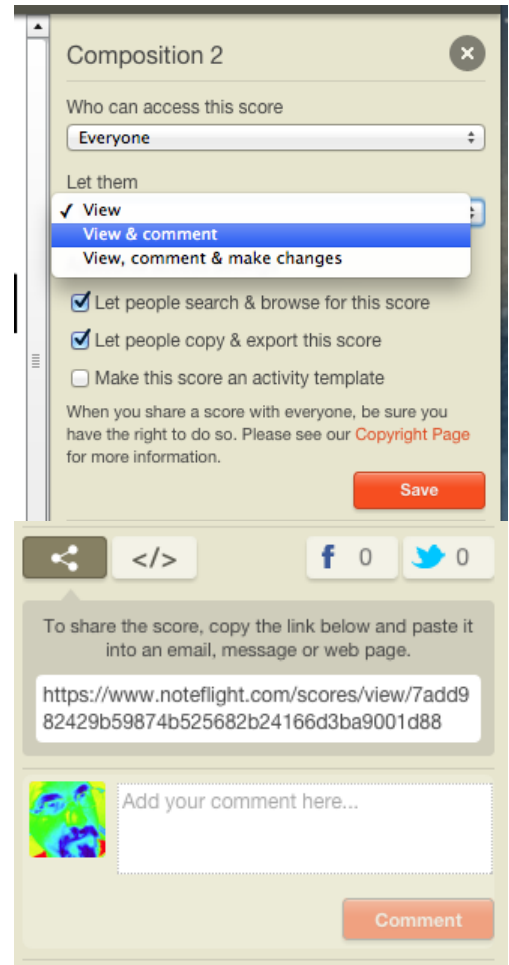 Composition 2
Who can access this score
Everyone
Let them
✓ View
View & comment
View, comment & make changes
Let people search & browse for this score
Let people copy & export this score
Make this score an activity template
When you share a score with everyone, be sure you
have the right to do so. Please see our Copyright Page
for more information.
Save
</> f 0 0
To share the score, copy the link below and paste it
into an email, message or web page.
https://www.noteflight.com/scores/view/7add9
82429b59874b525682b24166d3ba9001d88
Add your comment here...
Comment